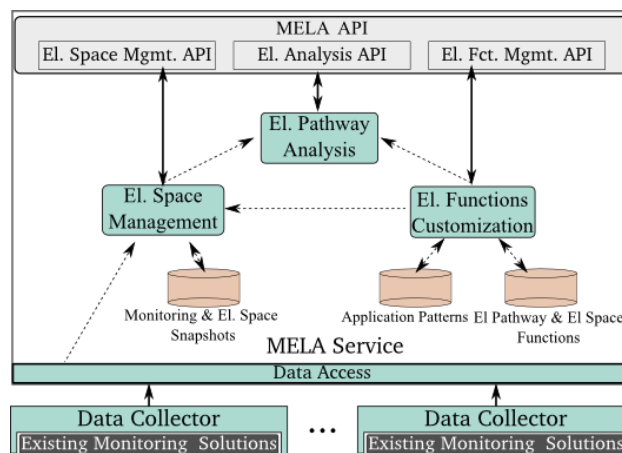 MELA API
El. Space Mgmt. API
El. Analysis API
El. Fct. Mgmt. API
El. Pathway
Analysis
El. Space
Management
El. Functions
Customization
Monitoring & El. Space
Snapshots
Application Patterns
El Pathway & El Space
Functions
MELA Service
Data Access
Data Collector
Existing Monitoring Solutions
...
Data Collector
Existing Monitoring Solutions